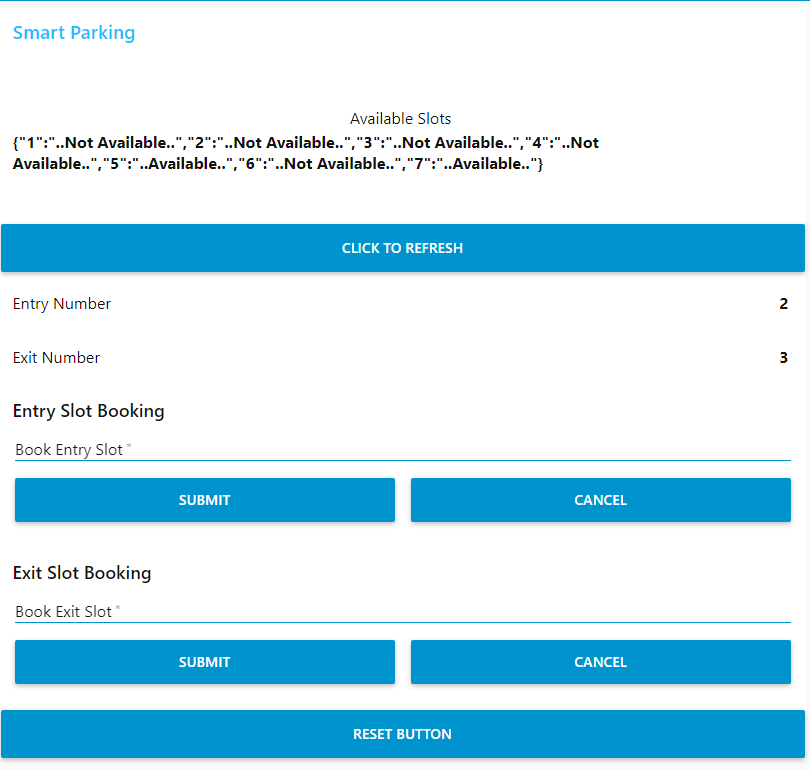 Smart Parking
Available Slots
{"1":"..Not Available..","2":"..Not Available..","3":"..Not Available..","4":"..Not
Available..","5":"..Available..","6":"..Not Available..","7":"..Available.."}
CLICK TO REFRESH
Entry Number 2
Exit Number 3
Entry Slot Booking
Book Entry Slot *
SUBMIT CANCEL
Exit Slot Booking
Book Exit Slot *
SUBMIT CANCEL
RESET BUTTON